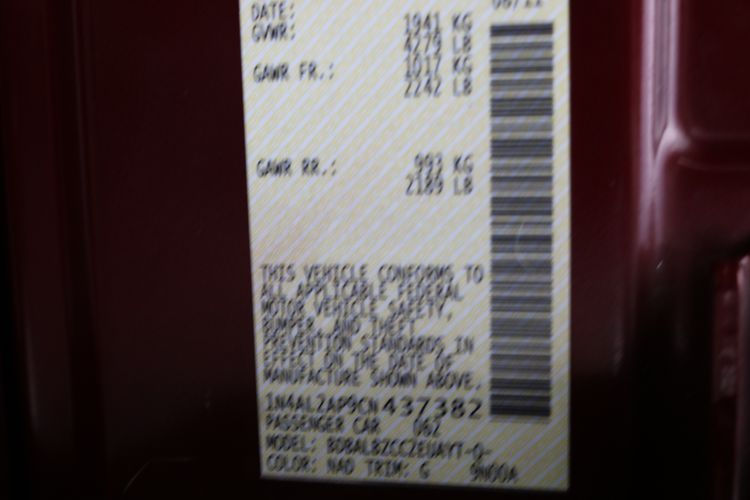 DATE:
GVWR: 1941 KG
4279 LB
GAWR FR.: 1017 KG
2242 LB
GAWR RR.: 993 KG
2189 LB
THIS VEHICLE CONFORMS TO
ALL APPLICABLE FEDERAL
MOTOR VEHICLE SAFETY,
BUMPER, AND THEFT
PREVENTION STANDARDS IN
EFFECT ON THE DATE OF
MANUFACTURE SHOWN ABOVE.
1N4AL2AP9CN437382
PASSENGER CAR 06Z
MODEL:
COLOR: NAD TRIM: G 9N00A